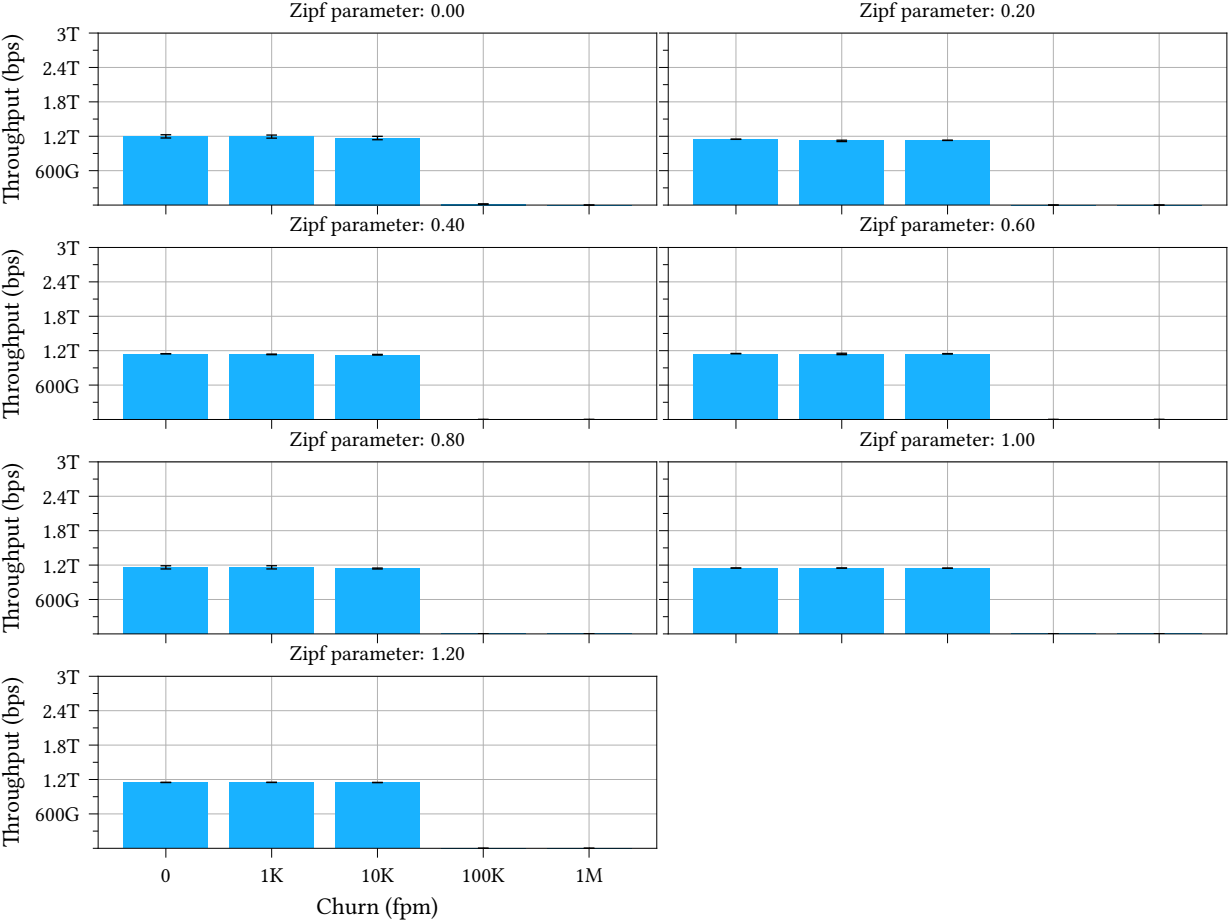 Zipf parameter: 0.00
Zipf parameter: 0.20
3T
2.4T
1.8T
1.2T
600G
Throughput (bps)
Zipf parameter: 0.40
Zipf parameter: 0.60
3T
2.4T
1.8T
1.2T
600G
Throughput (bps)
Zipf parameter: 0.80
Zipf parameter: 1.00
3T
2.4T
1.8T
1.2T
600G
Throughput (bps)
Zipf parameter: 1.20
3T
2.4T
1.8T
1.2T
600G
Throughput (bps)
0 1K 10K 100K 1M
Churn (fpm)